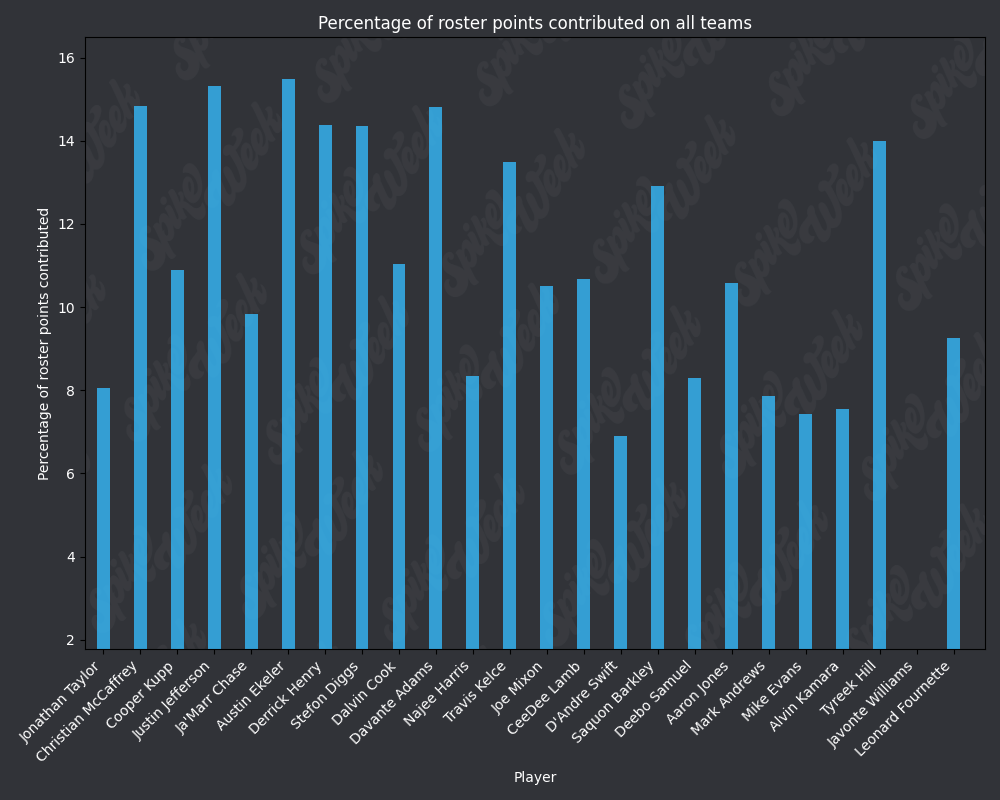 Percentage of roster points contributed on all teams
Percentage of roster points contributed
16
14
12
10
8
6
4
2
Jonathan Taylor
Christian McCaffrey
Cooper Kupp
Justin Jefferson
Ja'Marr Chase
Austin Ekeler
Derrick Henry
Stefon Diggs
Dalvin Cook
Davante Adams
Najee Harris
Travis Kelce
Joe Mixon
CeeDee Lamb
D'Andre Swift
Saquon Barkley
Deebo Samuel
Aaron Jones
Mark Andrews
Mike Evans
Alvin Kamara
Tyreek Hill
Javonte Williams
Leonard Fournette
Player
Spike Week